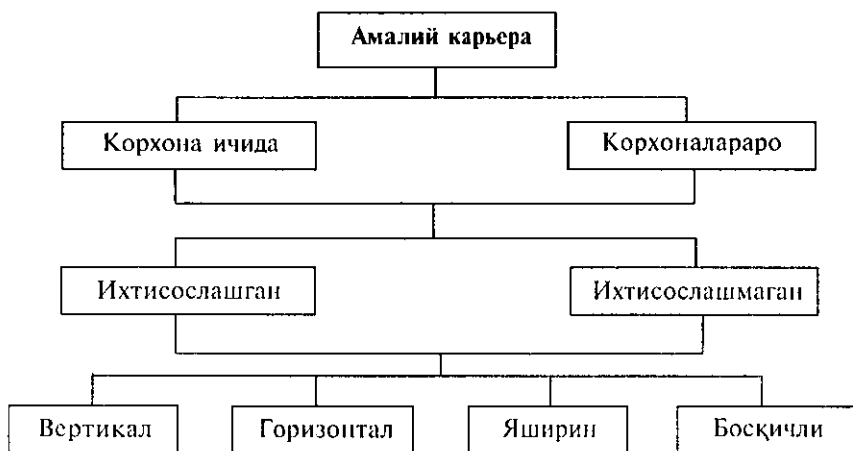 Амалий карьера
Корхона ичида
Корхоналараро
Ихтисослашган
Ихтисослашмаган
Вертикал
Горизонтал
Яширин
Босқичли